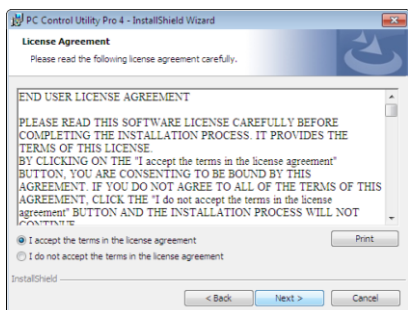 PC Control Utility Pro 4 - InstallShield Wizard
License Agreement
Please read the following license agreement carefully.
END USER LICENSE AGREEMENT
PLEASE READ THIS SOFTWARE LICENSE CAREFULLY BEFORE
COMPLETING THE INSTALLATION PROCESS. IT PROVIDES THE
TERMS OF THIS LICENSE.
BY CLICKING ON THE "I accept the terms in the license agreement"
BUTTON, YOU ARE CONSENTING TO BE BOUND BY THIS
AGREEMENT. IF YOU DO NOT AGREE TO ALL OF THE TERMS OF THIS
AGREEMENT, CLICK THE "I do not accept the terms in the license
agreement" BUTTON AND THE INSTALLATION PROCESS WILL NOT
CONTINUE
I accept the terms in the license agreement
Print
I do not accept the terms in the license agreement
InstallShield
< Back
Next >
Cancel